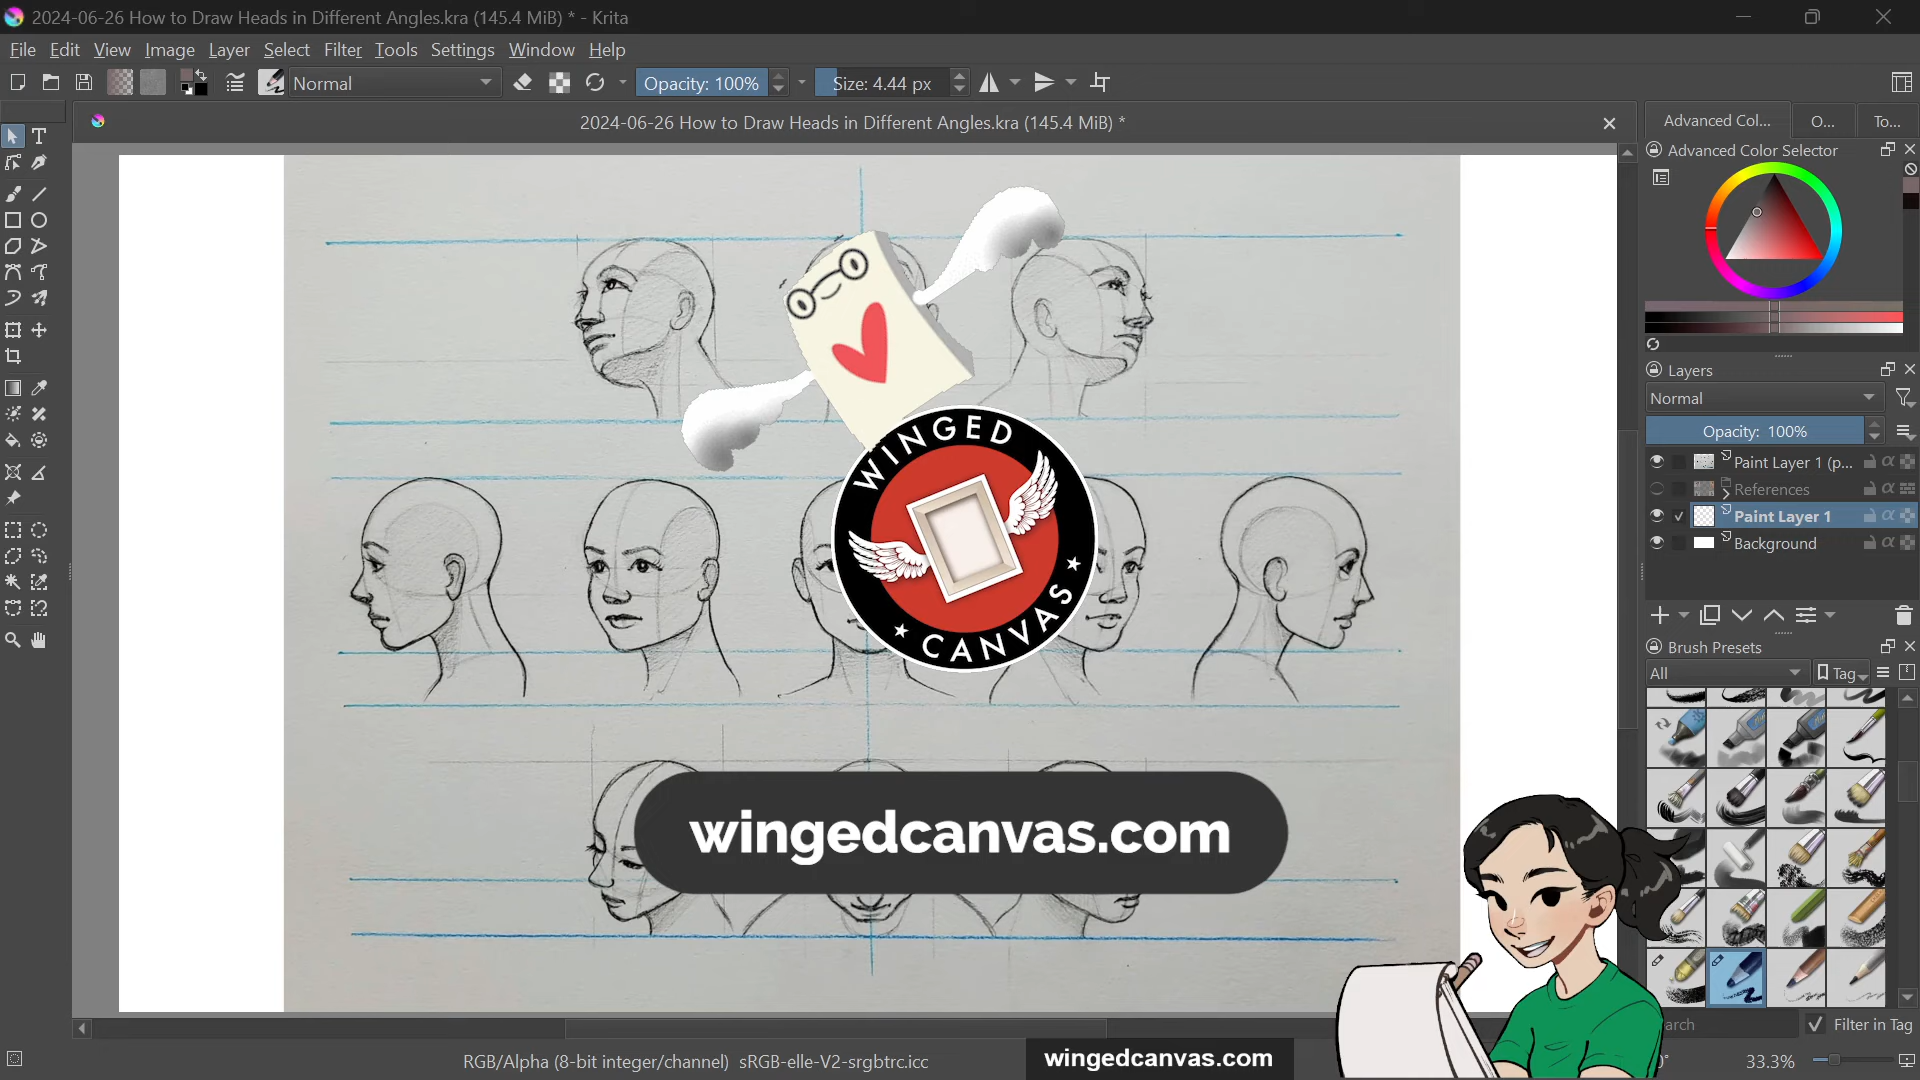 2024-06-26 How to Draw Heads in Different Angles.kra (145.4 MiB) * - Krita
File Edit View Image Layer Select Filter Tools Settings Window Help
Normal
Opacity: 100%
Size: 4.44 px
2024-06-26 How to Draw Heads in Different Angles.kra (145.4 MiB) *
Advanced Col...
O...
To...
Advanced Color Selector
Layers
Normal
Opacity: 100%
Paint Layer 1 (p...
References
Paint Layer 1
Background
Brush Presets
All
Tag
WINGED
CANVAS
wingedcanvas.com
Filter in Tag
RGB/Alpha (8-bit integer/channel) sRGB-elle-V2-srgbtrc.icc
wingedcanvas.com
33.3%